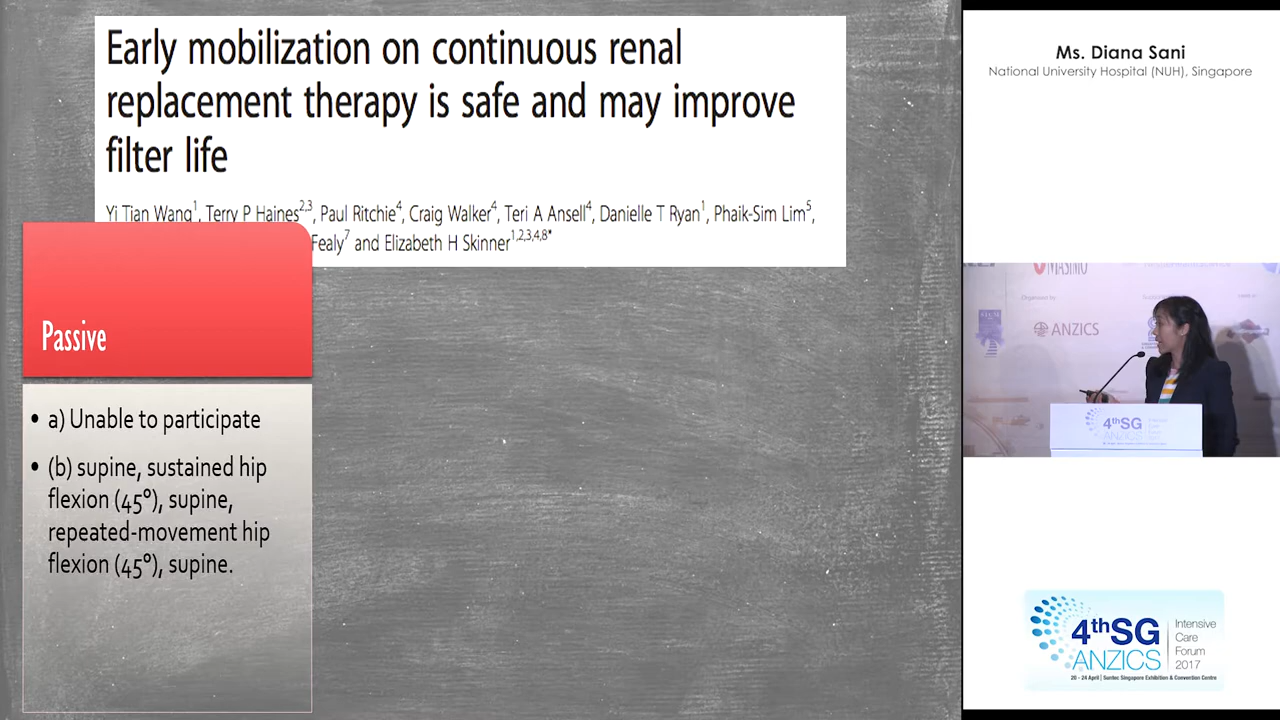 Early mobilization on continuous renal
replacement therapy is safe and may improve
filter life
Yi Tian Wang1, Terry P Haines2,3, Paul Ritchie4, Craig Walker4, Teri A Ansell4, Danielle T Ryan1, Phaik-Sim Lim5,
Fealy7 and Elizabeth H Skinner1,2,3,4,8*
Passive
• a) Unable to participate
• (b) supine, sustained hip
flexion (45º), supine,
repeated-movement hip
flexion (45º), supine.
Ms. Diana Sani
National University Hospital (NUH), Singapore
MASIMO
ANZICS
4thSG
ANZICS
4thSG
ANZICS
Intensive
Care
Forum
2017
20 - 24 April | Suntec Singapore Exhibition & Convention Centre